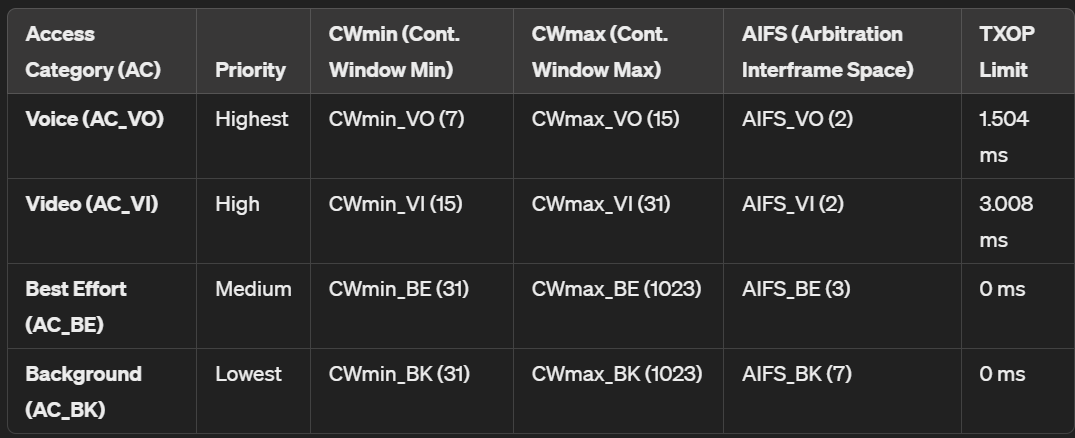 Access Category (AC) Priority CWmin (Cont. Window Min) CWmax (Cont. Window Max) AIFS (Arbitration Interframe Space) TXOP Limit
Voice (AC_VO) Highest CWmin_VO (7) CWmax_VO (15) AIFS_VO (2) 1.504 ms
Video (AC_VI) High CWmin_VI (15) CWmax_VI (31) AIFS_VI (2) 3.008 ms
Best Effort (AC_BE) Medium CWmin_BE (31) CWmax_BE (1023) AIFS_BE (3) 0 ms
Background (AC_BK) Lowest CWmin_BK (31) CWmax_BK (1023) AIFS_BK (7) 0 ms